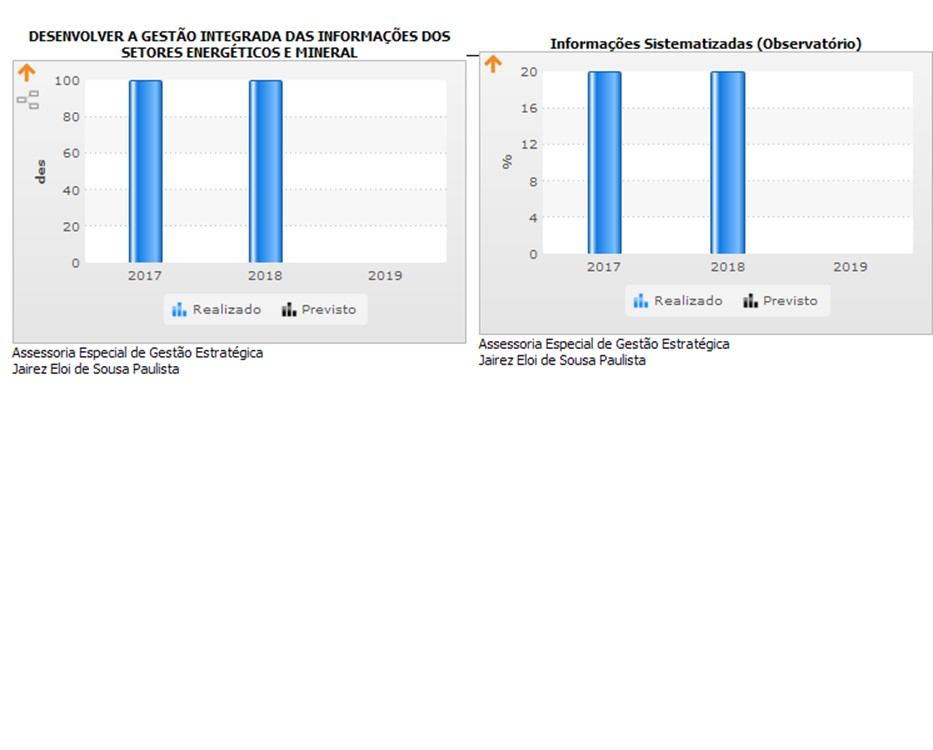 DESENVOLVER A GESTÃO INTEGRADA DAS INFORMAÇÕES DOS
SETORES ENERGÉTICOS E MINERAL
100
80
60
40
20
0
des
2017 2018 2019
Realizado Previsto
Assessoria Especial de Gestão Estratégica
Jairez Eloi de Sousa Paulista
Informações Sistematizadas (Observatório)
20
16
12
8
4
0
%
2017 2018 2019
Realizado Previsto
Assessoria Especial de Gestão Estratégica
Jairez Eloi de Sousa Paulista